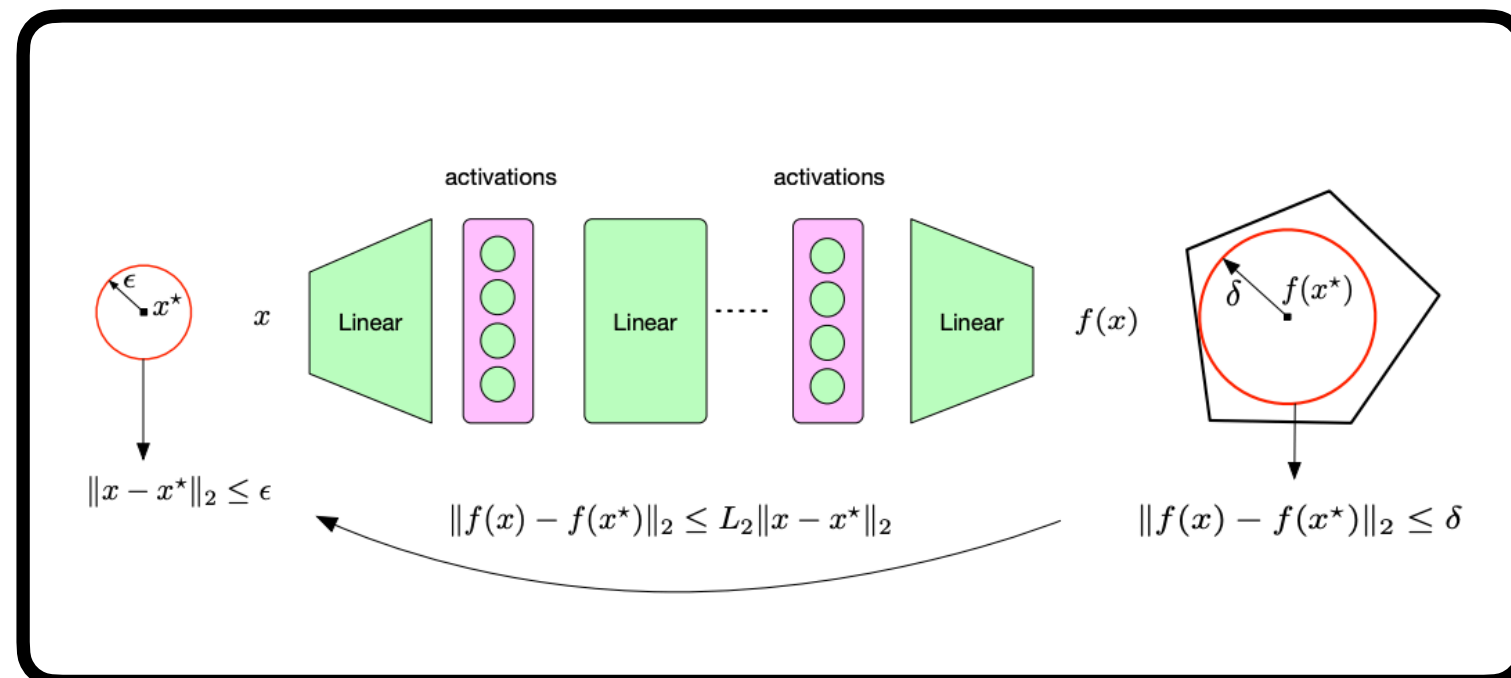 activations
activations
ϵ
x⋆
x
Linear
Linear
.....
Linear
f(x)
δ
f(x⋆)
‖x − x⋆‖₂ ≤ ϵ
‖f(x) − f(x⋆)‖₂ ≤ L₂‖x − x⋆‖₂
‖f(x) − f(x⋆)‖₂ ≤ δ